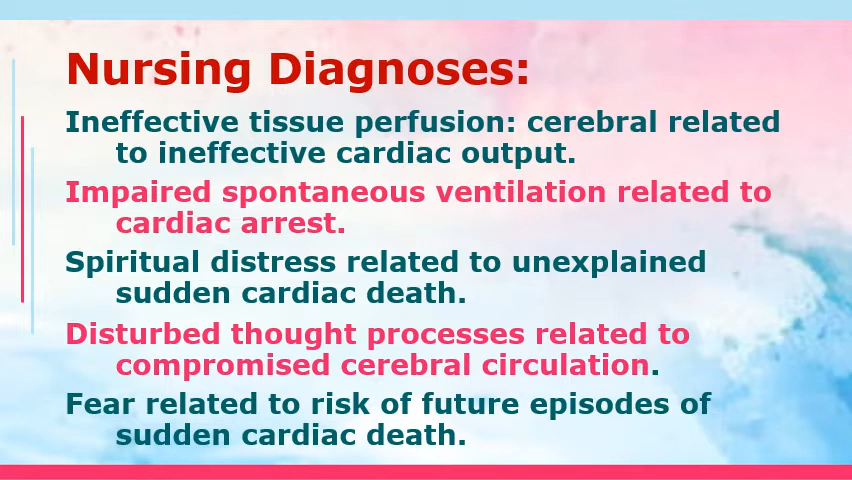 Nursing Diagnoses:
Ineffective tissue perfusion: cerebral related
to ineffective cardiac output.
Impaired spontaneous ventilation related to
cardiac arrest.
Spiritual distress related to unexplained
sudden cardiac death.
Disturbed thought processes related to
compromised cerebral circulation.
Fear related to risk of future episodes of
sudden cardiac death.